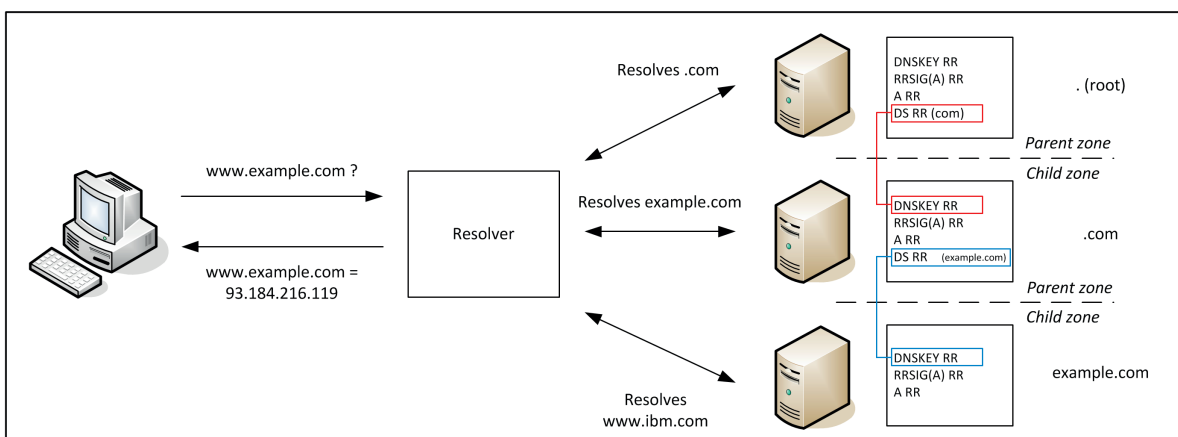 www.example.com ?
www.example.com =
93.184.216.119
Resolver
Resolves .com
Resolves example.com
Resolves
www.ibm.com
DNSKEY RR
RRSIG(A) RR
A RR
DS RR (com)
. (root)
Parent zone
Child zone
DNSKEY RR
RRSIG(A) RR
A RR
DS RR (example.com)
.com
Parent zone
Child zone
DNSKEY RR
RRSIG(A) RR
A RR
example.com